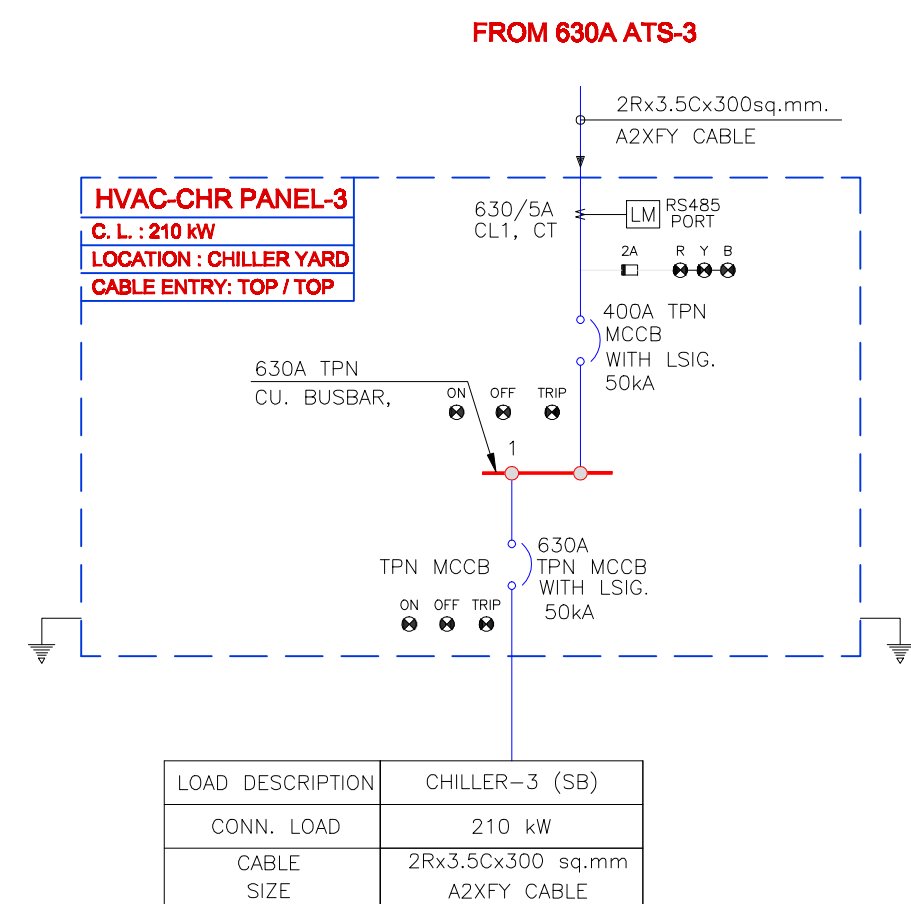 FROM 630A ATS-3
2Rx3.5Cx300sq.mm.
A2XFY CABLE
HVAC-CHR PANEL-3
C. L. : 210 kW
LOCATION : CHILLER YARD
CABLE ENTRY: TOP / TOP
630/5A
CL1, CT
LM
RS485
PORT
2A
R Y B
400A TPN
MCCB
WITH LSIG.
50kA
630A TPN
CU. BUSBAR,
ON OFF TRIP
1
TPN MCCB
630A
TPN MCCB
WITH LSIG.
50kA
ON OFF TRIP
LOAD DESCRIPTION CHILLER-3 (SB)
CONN. LOAD 210 kW
CABLE 2Rx3.5Cx300 sq.mm
SIZE A2XFY CABLE